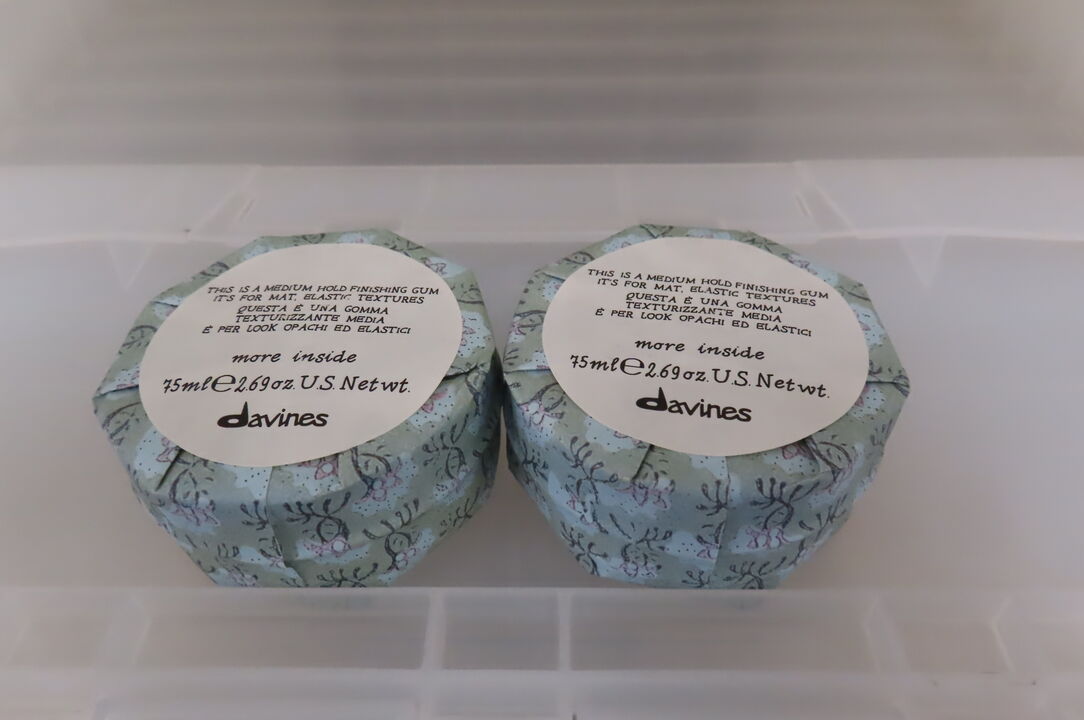 THIS IS A MEDIUM HOLD FINISHING GUM
IT'S FOR MAT, ELASTIC TEXTURES
QUESTA È UNA GOMMA
TEXTURIZZANTE MEDIA
È PER LOOK OPACHI ED ELASTICI
more inside
75ml℮2.69oz.U.S.Netwt.
davines
THIS IS A MEDIUM HOLD FINISHING GUM
IT'S FOR MAT, ELASTIC TEXTURES
QUESTA È UNA GOMMA
TEXTURIZZANTE MEDIA
È PER LOOK OPACHI ED ELASTICI
more inside
75ml℮2.69oz.U.S.Netwt.
davines